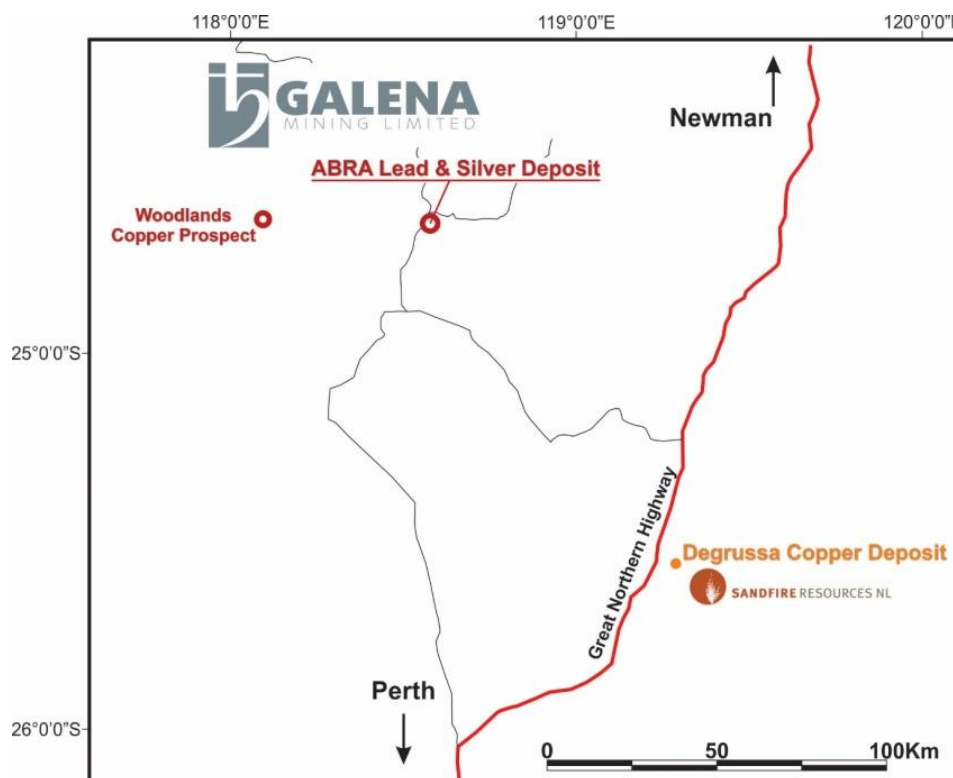 118°0'0"E
119°0'0"E
120°0'0"E
GALENA
MINING LIMITED
Newman
ABRA Lead & Silver Deposit
Woodlands
Copper Prospect
25°0'0"S
Great Northern Highway
Degrussa Copper Deposit
SANDFIRE RESOURCES NL
Perth
26°0'0"S
0
50
100Km